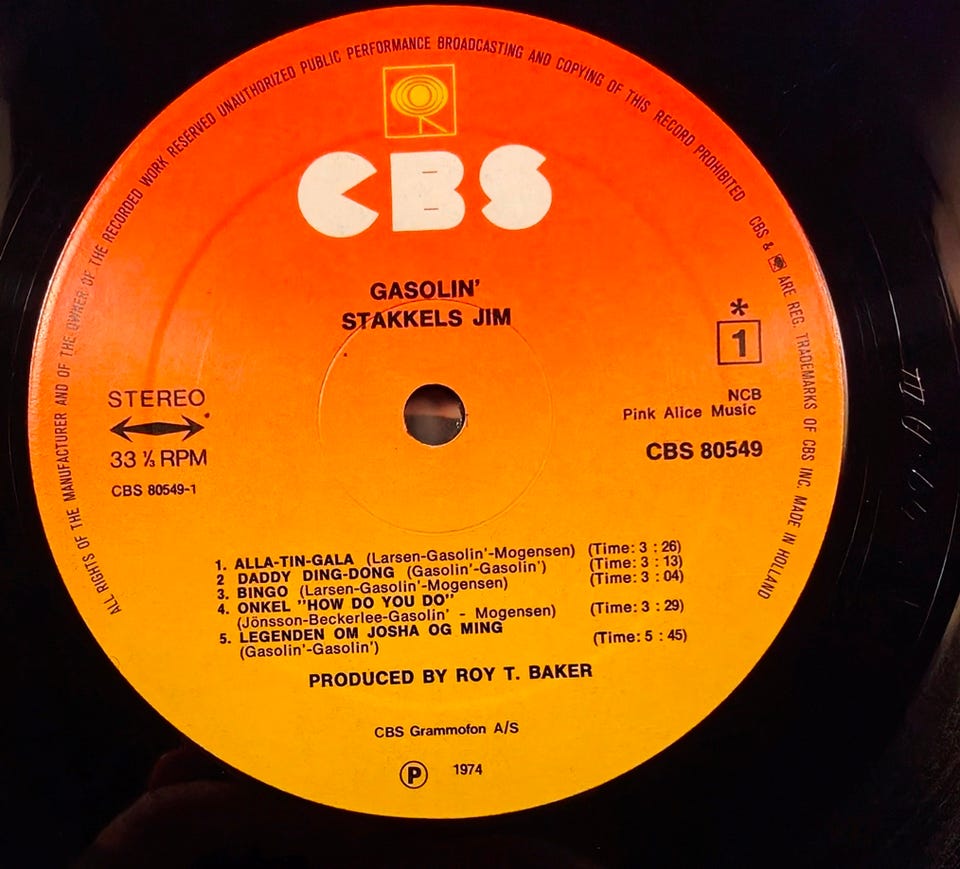 ALL RIGHTS OF THE MANUFACTURER AND OF THE OWNER OF THE RECORDED WORK RESERVED UNAUTHORIZED PUBLIC PERFORMANCE BROADCASTING AND COPYING OF THIS RECORD PROHIBITED CBS & ARE REG. TRADEMARKS OF CBS INC. MADE IN HOLLAND
CBS
GASOLIN'
STAKKELS JIM
*
1
STEREO
33 ⅓ RPM
CBS 80549-1
NCB
Pink Alice Music
CBS 80549
1. ALLA-TIN-GALA (Larsen-Gasolin'-Mogensen) (Time: 3 : 26)
2 DADDY DING-DONG (Gasolin'-Gasolin') (Time: 3 : 13)
3. BINGO (Larsen-Gasolin'-Mogensen) (Time: 3 : 04)
4. ONKEL "HOW DO YOU DO"
(Jönsson-Beckerlee-Gasolin' - Mogensen) (Time: 3 : 29)
5. LEGENDEN OM JOSHA OG MING
(Gasolin'-Gasolin') (Time: 5 : 45)
PRODUCED BY ROY T. BAKER
CBS Grammofon A/S
Ⓟ 1974